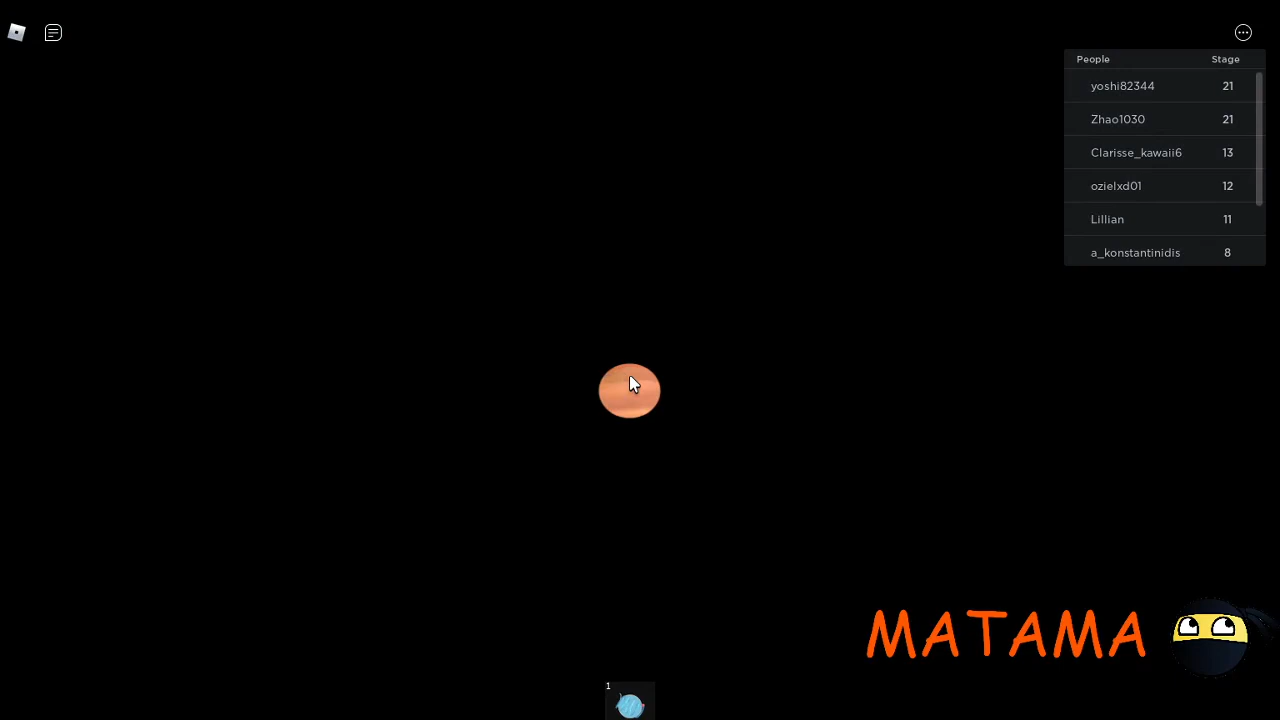 People Stage
yoshi82344 21
Zhao1030 21
Clarisse_kawaii6 13
ozielxd01 12
Lillian 11
a_konstantinidis 8
MATAMA
1